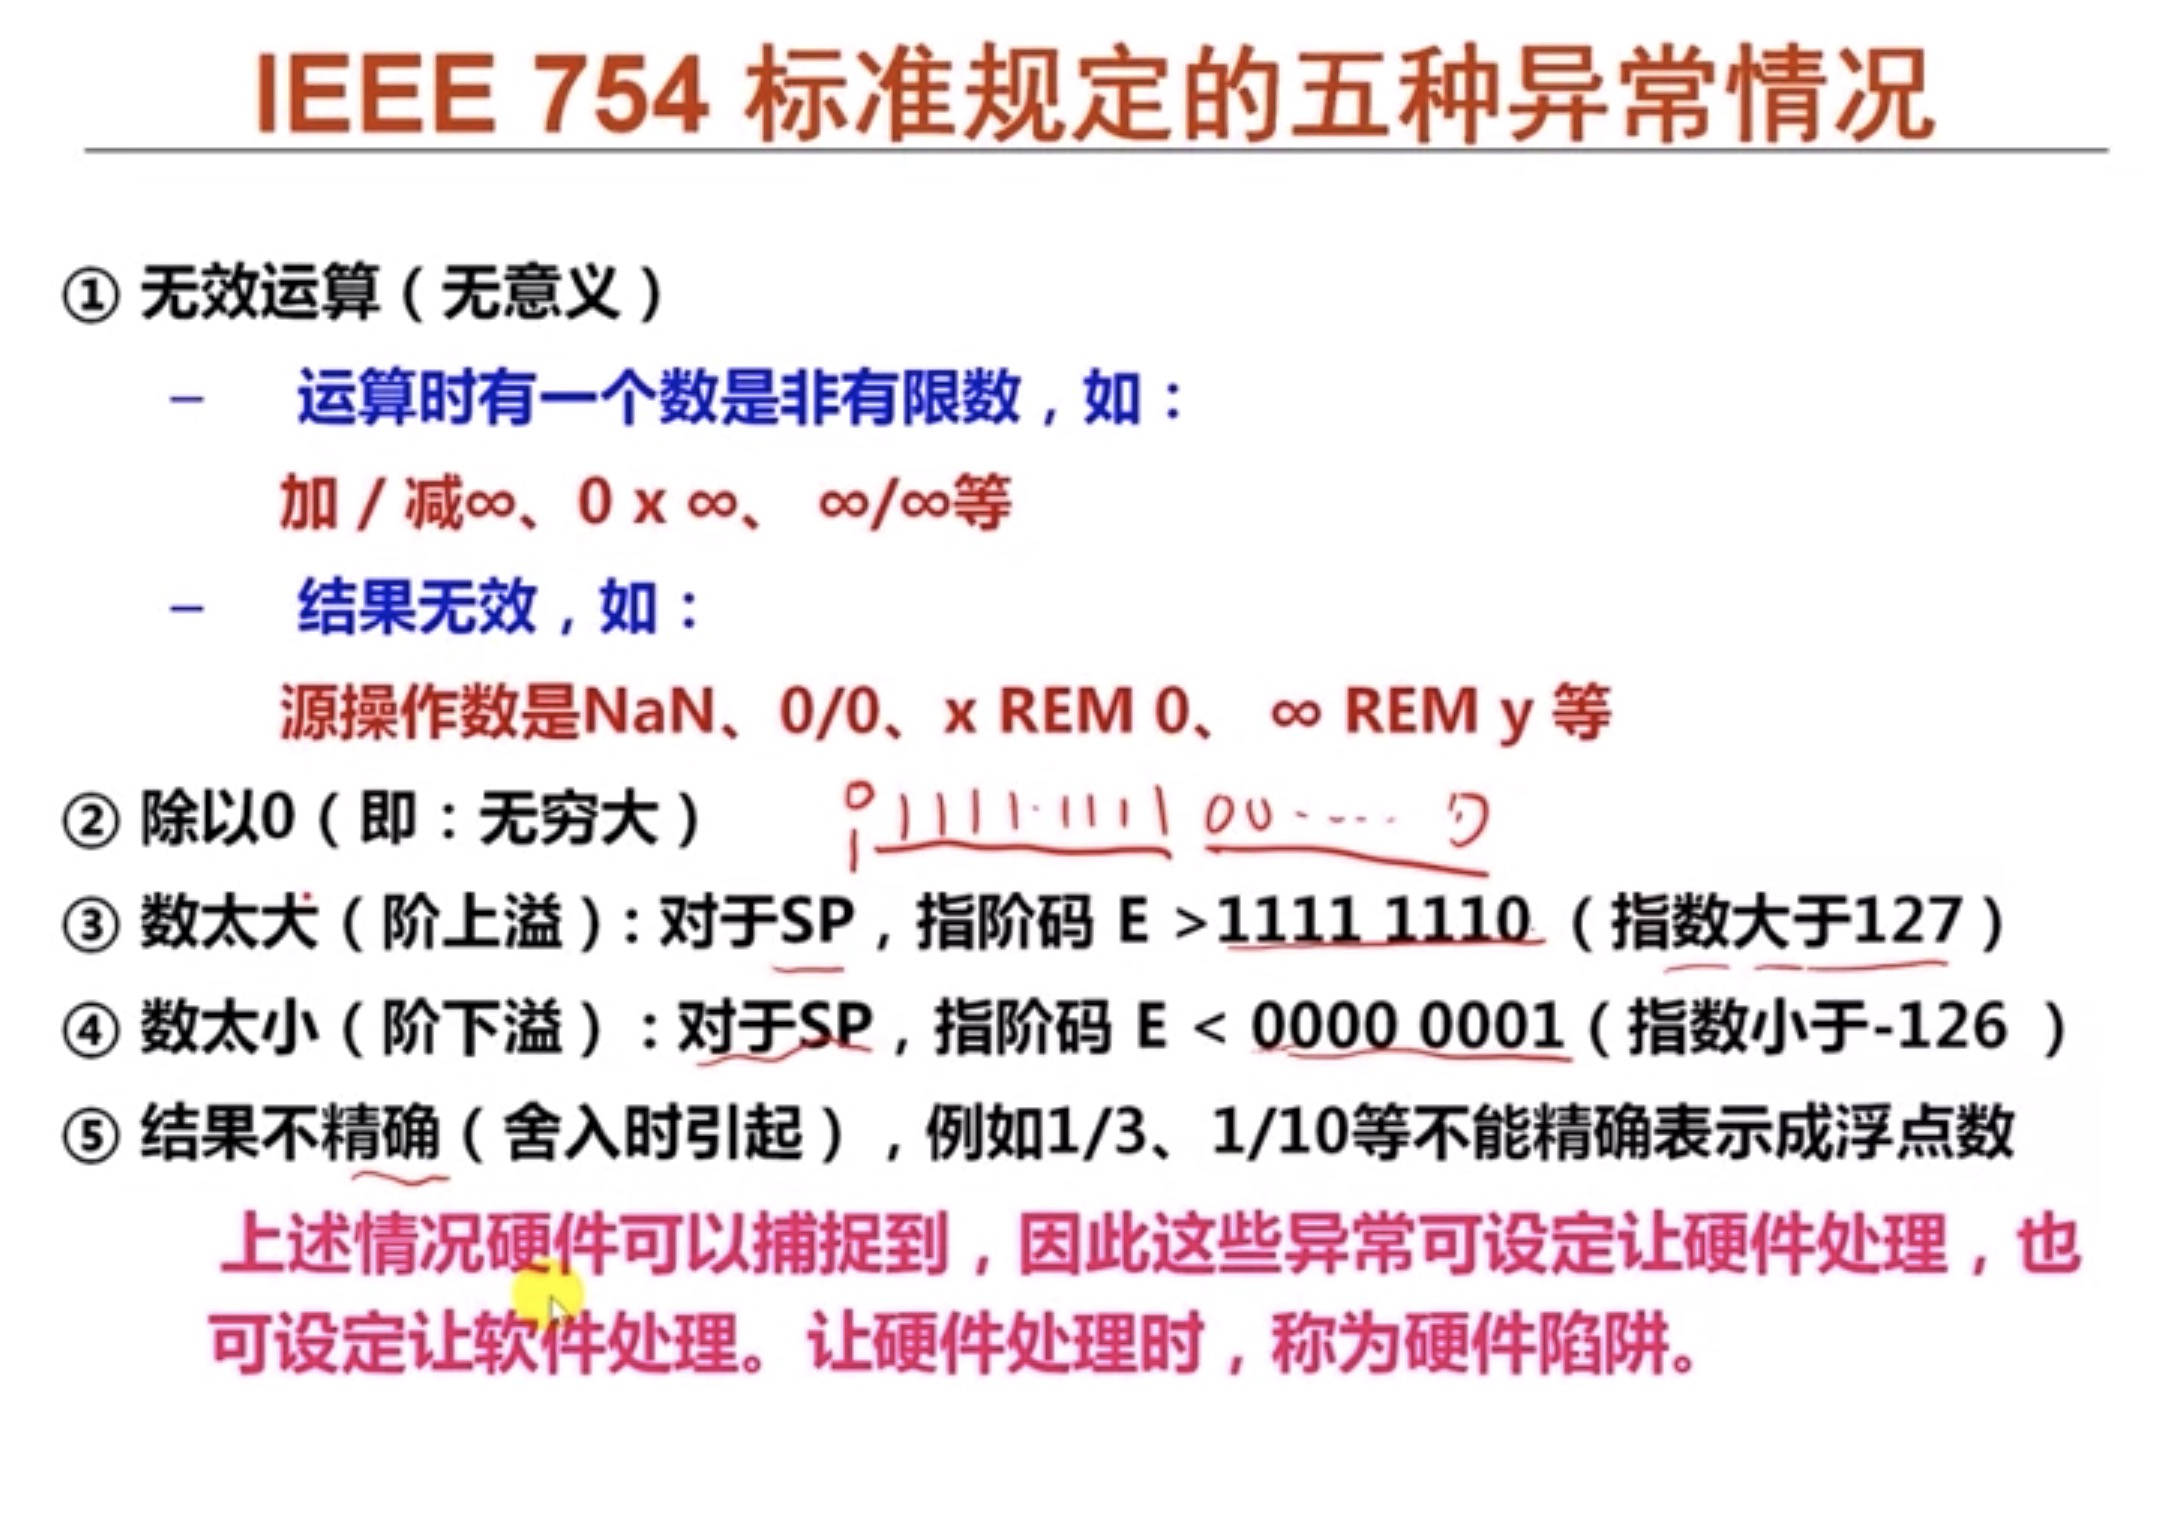 IEEE 754 标准规定的五种异常情况
① 无效运算（无意义）
– 运算时有一个数是非有限数，如：
加 / 减∞、0 x ∞、 ∞/∞等
– 结果无效，如：
源操作数是NaN、0/0、x REM 0、 ∞ REM y 等
② 除以0（即：无穷大） 0 1111 1111 00 ... 0
1
③ 数太大（阶上溢）: 对于SP，指阶码 E >1111 1110（指数大于127）
④ 数太小（阶下溢）: 对于SP，指阶码 E < 0000 0001（指数小于-126 ）
⑤ 结果不精确（舍入时引起），例如1/3、1/10等不能精确表示成浮点数
上述情况硬件可以捕捉到，因此这些异常可设定让硬件处理，也
可设定让软件处理。让硬件处理时，称为硬件陷阱。